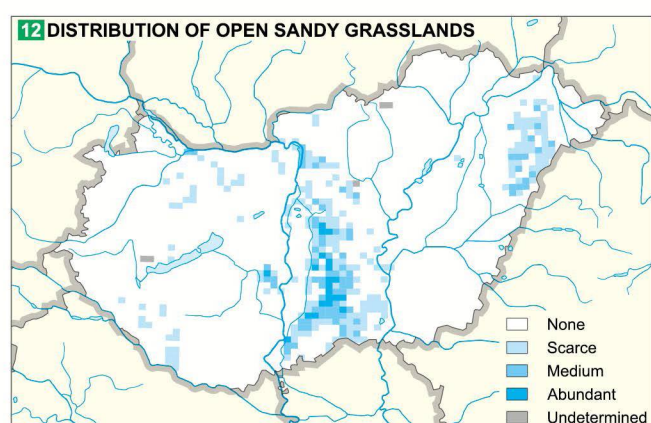 12 DISTRIBUTION OF OPEN SANDY GRASSLANDS
None
Scarce
Medium
Abundant
Undetermined